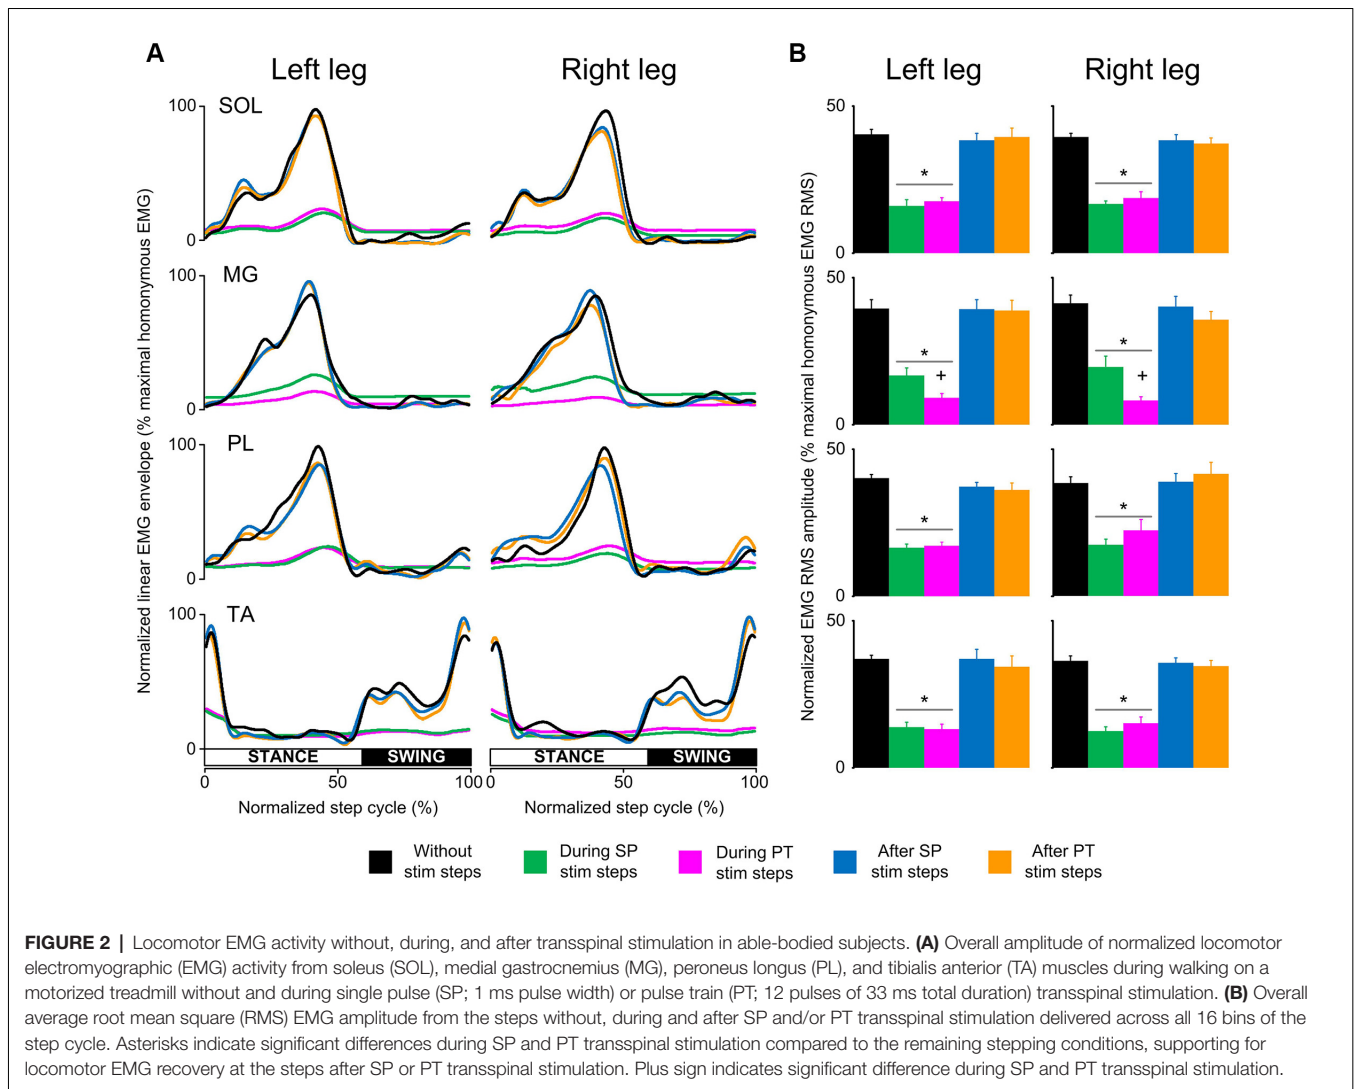 A
B
Left leg
Right leg
Left leg
Right leg
Normalized linear EMG envelope (% maximal homonymous EMG)
Normalized EMG RMS amplitude (% maximal homonymous EMG RMS)
SOL
100
0
50
0
*
*
MG
100
0
50
0
*
+
*
+
PL
100
0
50
0
*
*
TA
100
0
50
0
*
*
STANCE SWING
STANCE SWING
0 50 100
0 50 100
Normalized step cycle (%)
Normalized step cycle (%)
Without
stim steps
During SP
stim steps
During PT
stim steps
After SP
stim steps
After PT
stim steps
FIGURE 2 | Locomotor EMG activity without, during, and after transspinal stimulation in able-bodied subjects. (A) Overall amplitude of normalized locomotor
electromyographic (EMG) activity from soleus (SOL), medial gastrocnemius (MG), peroneus longus (PL), and tibialis anterior (TA) muscles during walking on a
motorized treadmill without and during single pulse (SP; 1 ms pulse width) or pulse train (PT; 12 pulses of 33 ms total duration) transspinal stimulation. (B) Overall
average root mean square (RMS) EMG amplitude from the steps without, during and after SP and/or PT transspinal stimulation delivered across all 16 bins of the
step cycle. Asterisks indicate significant differences during SP and PT transspinal stimulation compared to the remaining stepping conditions, supporting for
locomotor EMG recovery at the steps after SP or PT transspinal stimulation. Plus sign indicates significant difference during SP and PT transspinal stimulation.